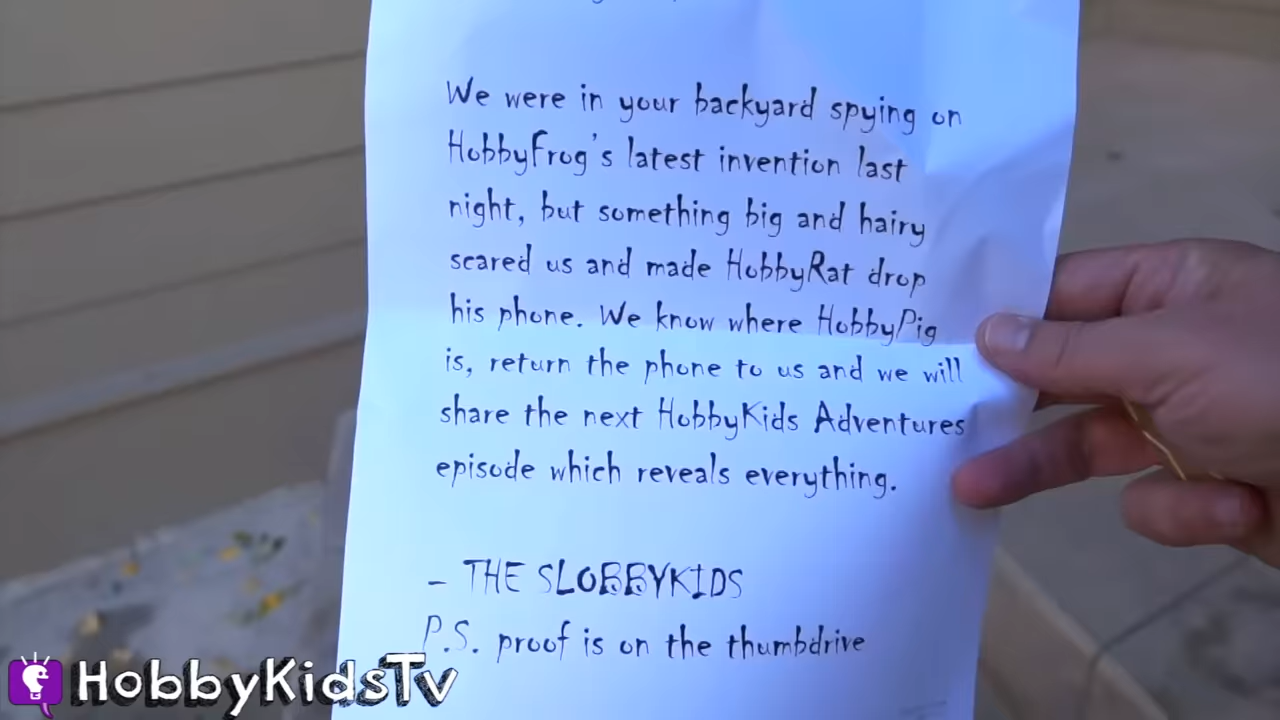 We were in your backyard spying on
HobbyFrog's latest invention last
night, but something big and hairy
scared us and made HobbyRat drop
his phone. We know where HobbyPig
is, return the phone to us and we will
share the next HobbyKids Adventures
episode which reveals everything.
- THE SLOBBYKIDS
P.S. proof is on the thumbdrive
HobbyKidsTv